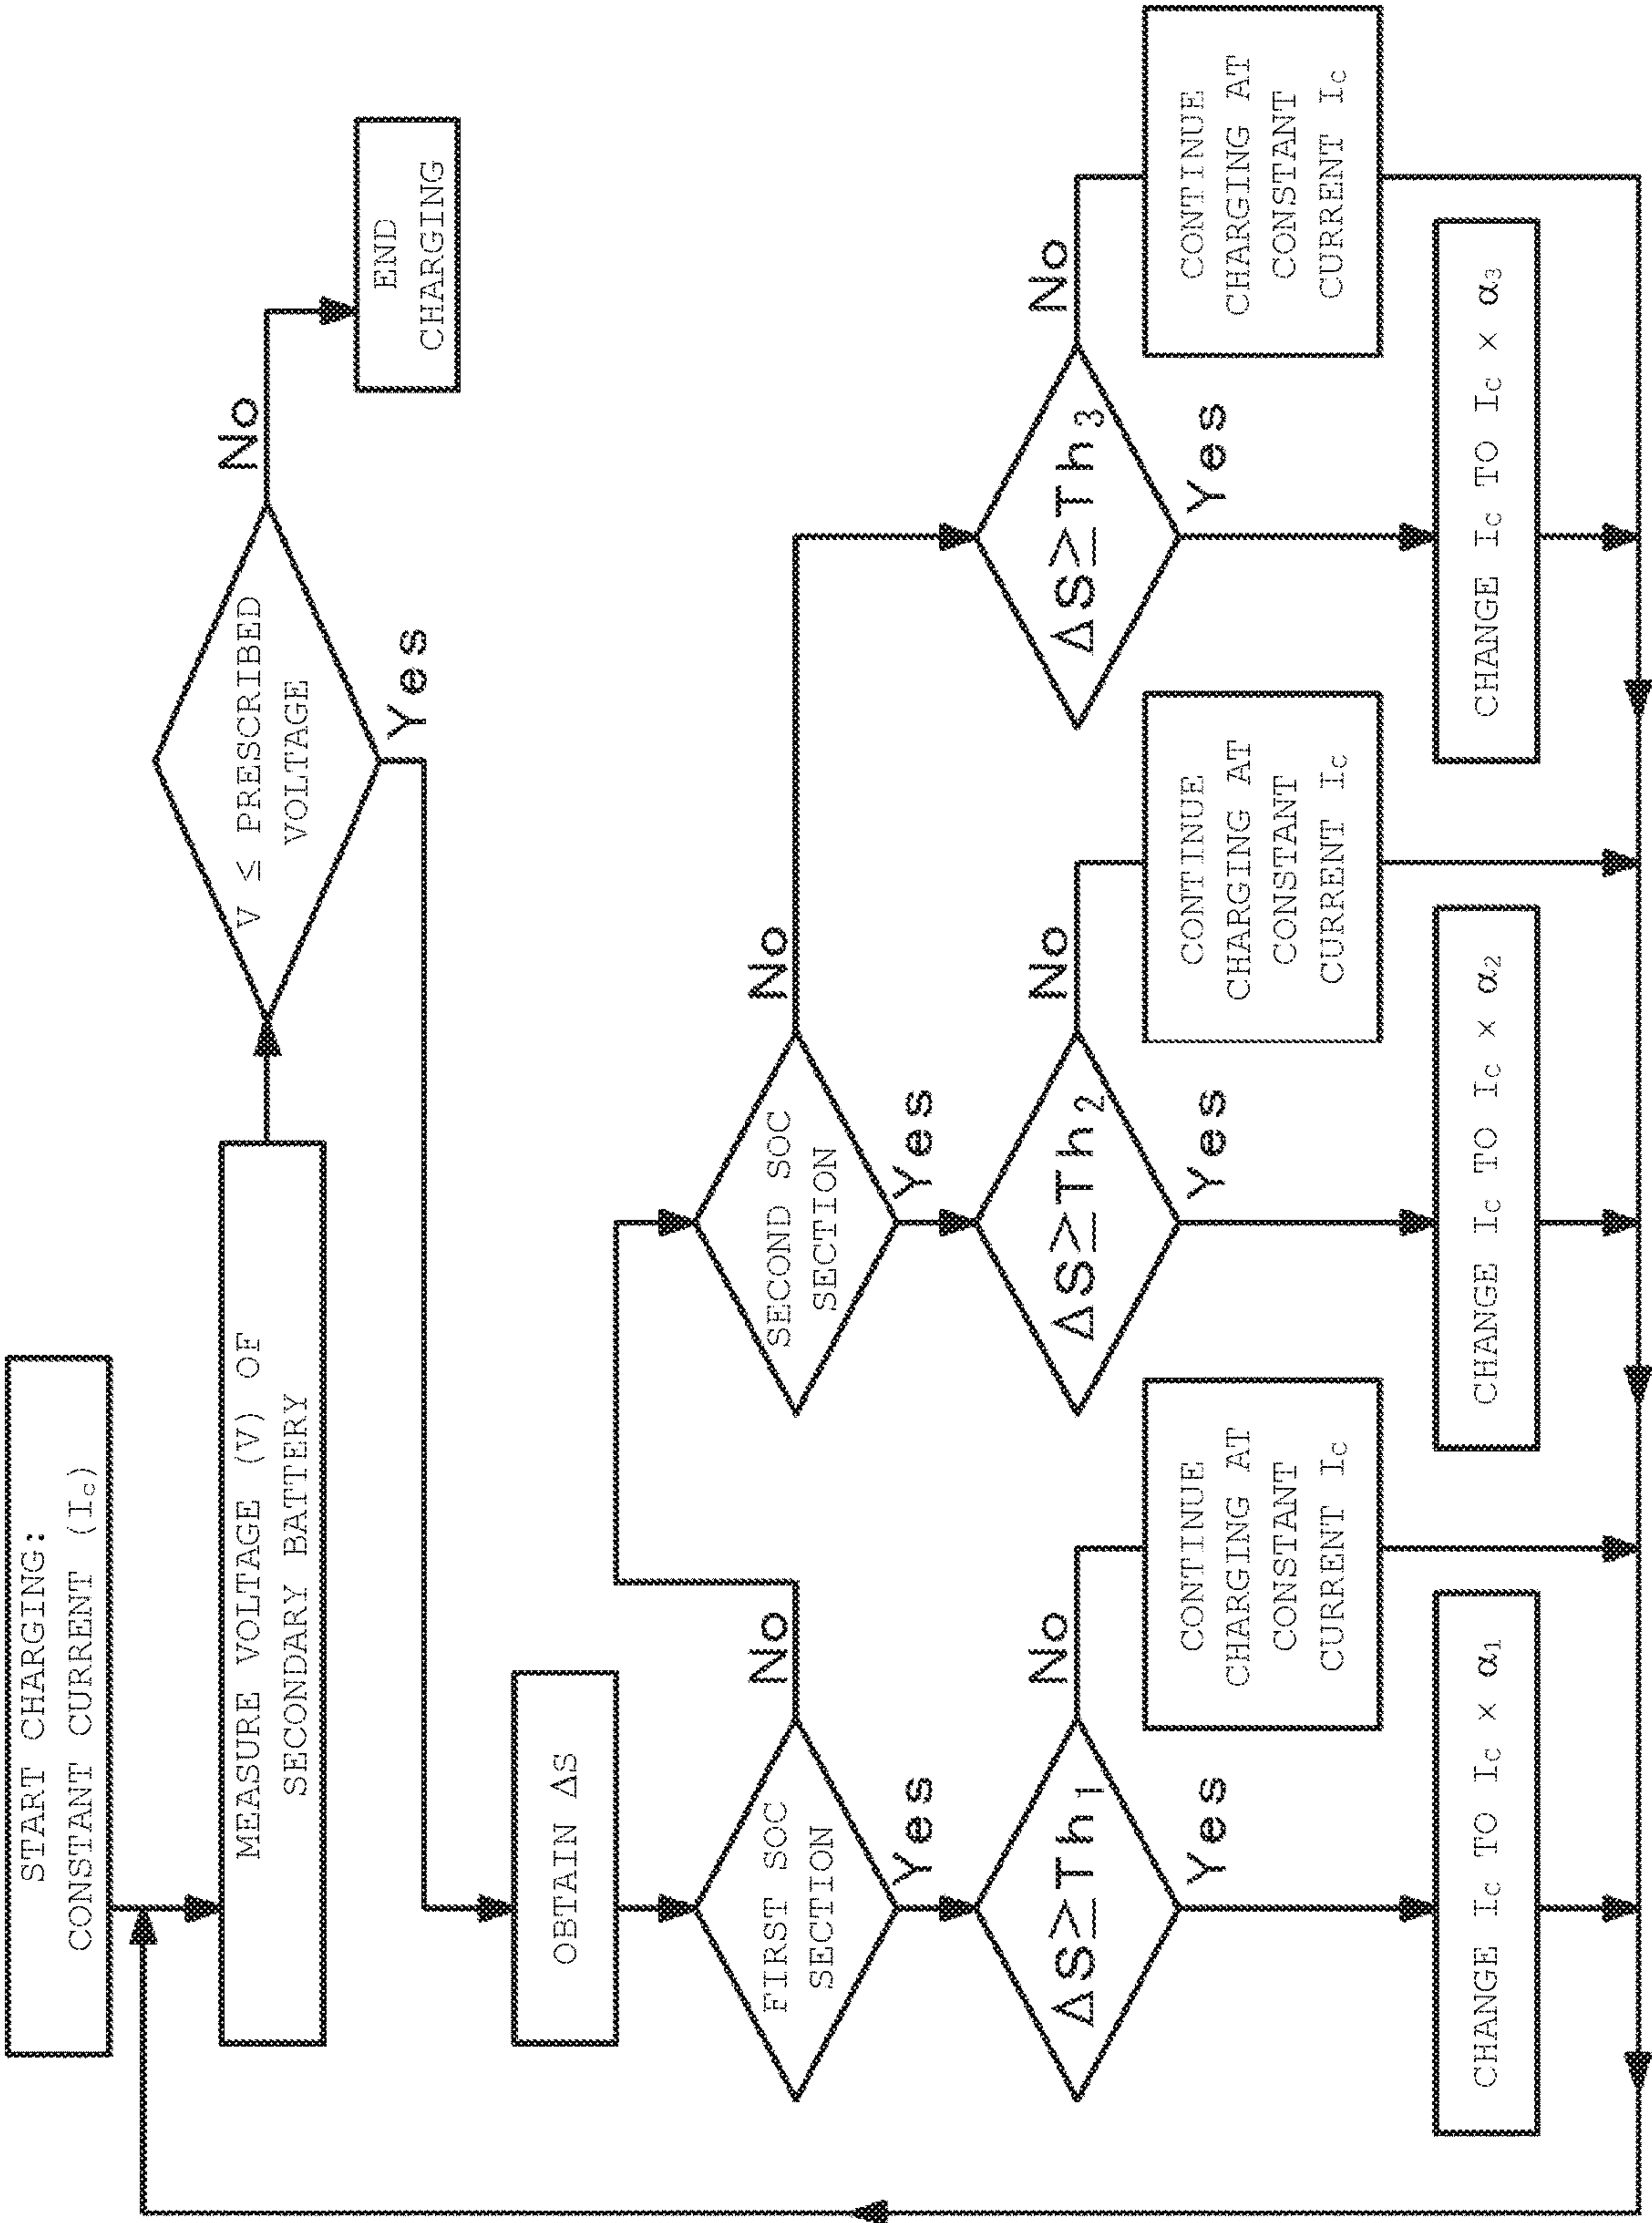 START CHARGING:
CONSTANT CURRENT (Ic)
MEASURE VOLTAGE (V) OF
SECONDARY BATTERY
V ≤ PRESCRIBED
VOLTAGE
No
Yes
END
CHARGING
OBTAIN ΔS
FIRST SOC
SECTION
No
Yes
SECOND SOC
SECTION
No
Yes
ΔS≥Th1
No
Yes
ΔS≥Th2
No
Yes
ΔS≥Th3
No
Yes
CONTINUE
CHARGING AT
CONSTANT
CURRENT Ic
CONTINUE
CHARGING AT
CONSTANT
CURRENT Ic
CONTINUE
CHARGING AT
CONSTANT
CURRENT Ic
CHANGE Ic TO Ic × α1
CHANGE Ic TO Ic × α2
CHANGE Ic TO Ic × α3